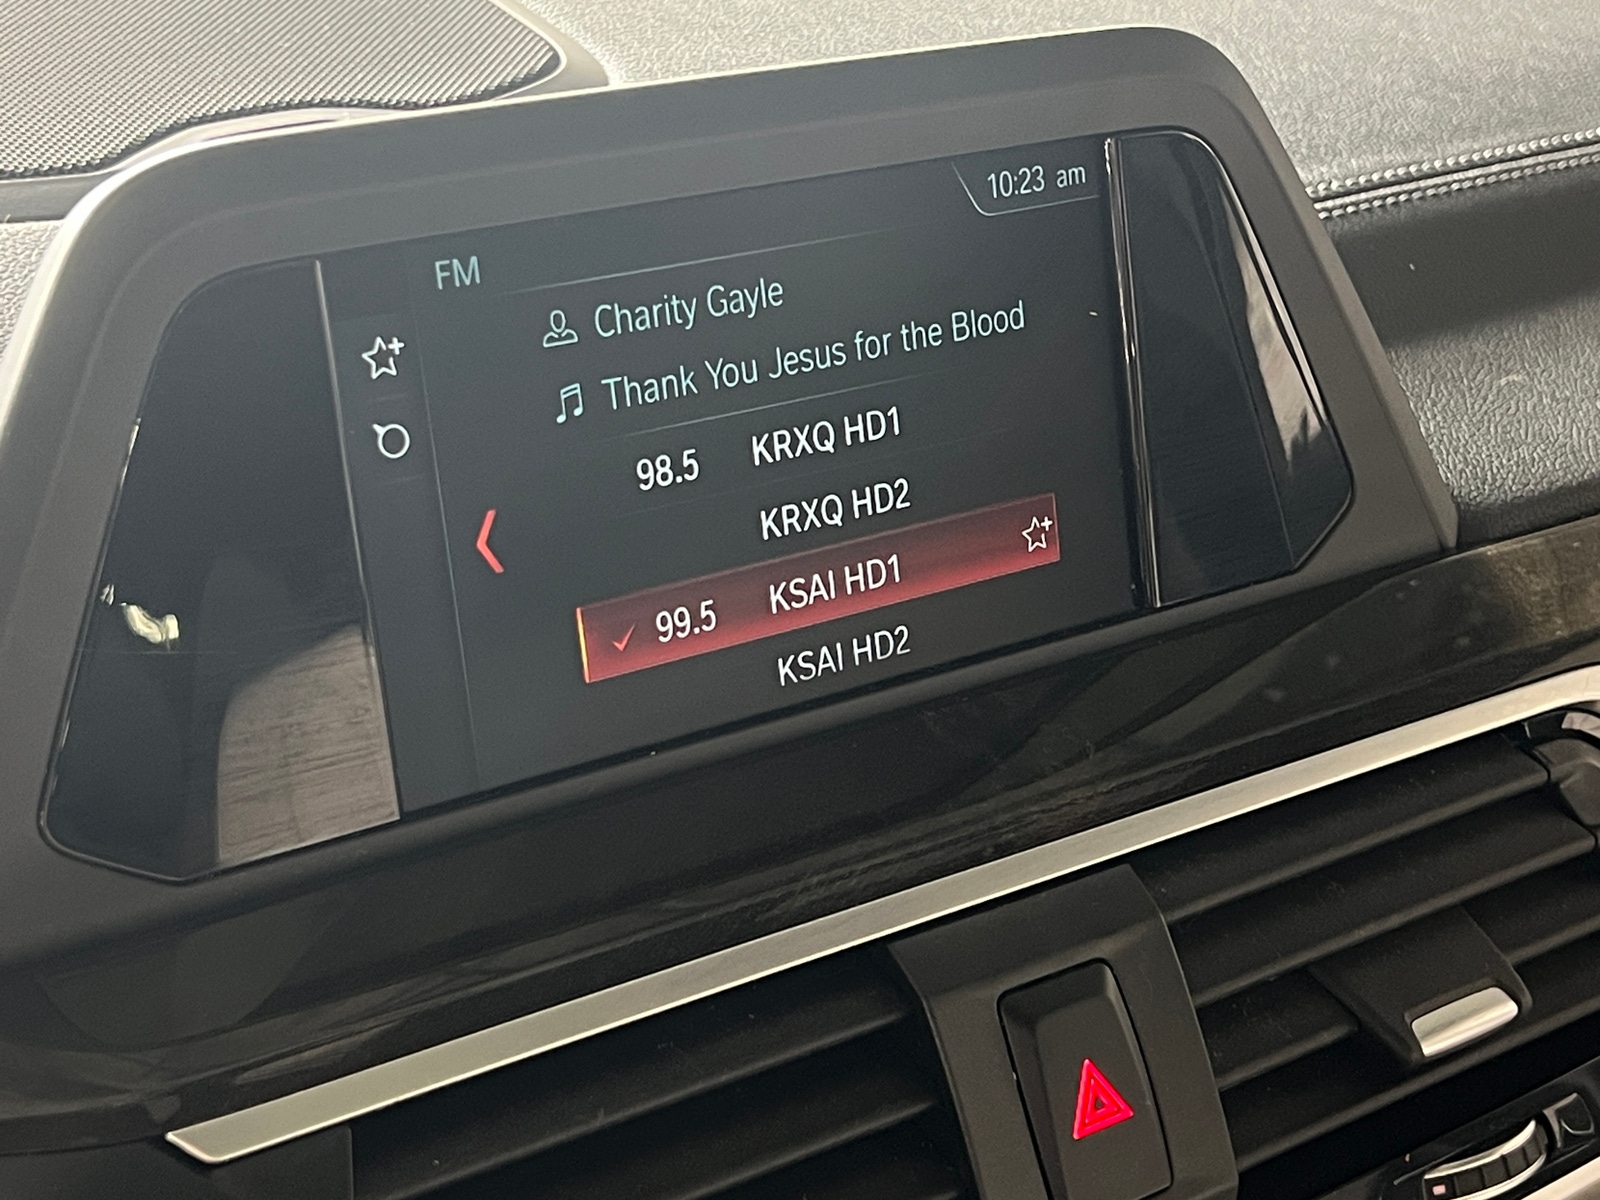 10:23 am
FM
Charity Gayle
Thank You Jesus for the Blood
98.5 KRXQ HD1
KRXQ HD2
99.5 KSAI HD1
KSAI HD2